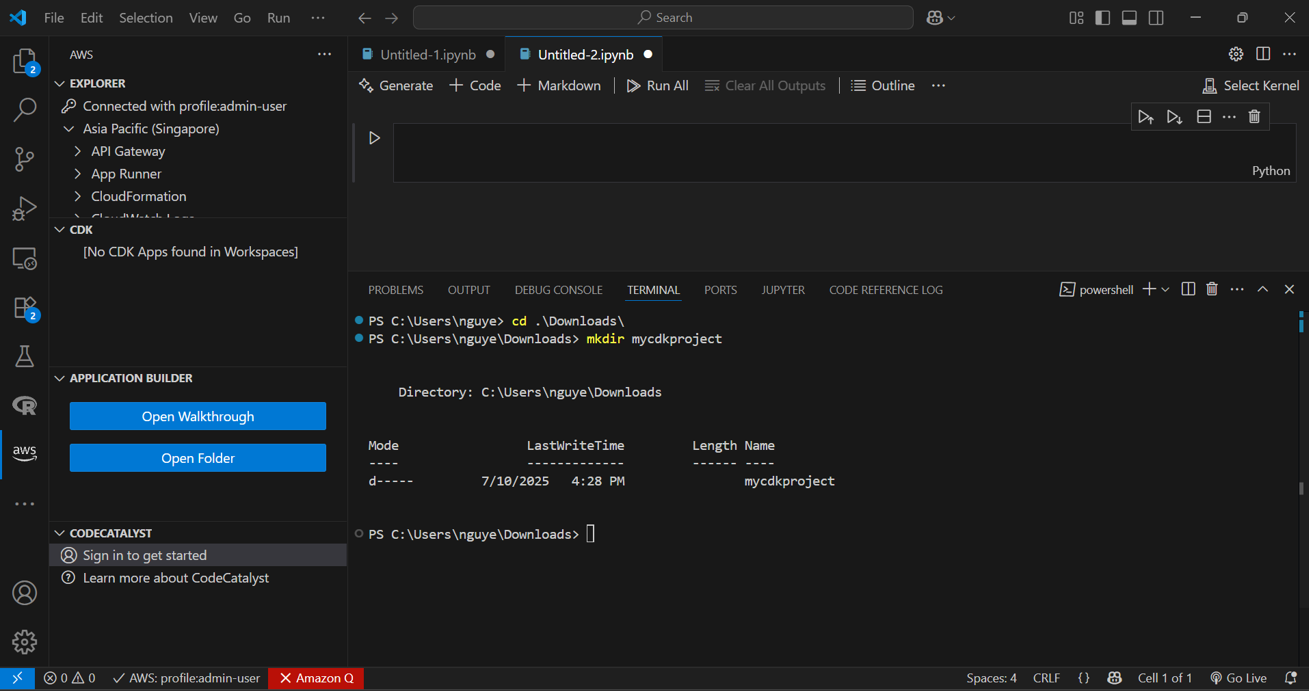 File Edit Selection View Go Run ··· Search
AWS ···
2
EXPLORER
Connected with profile:admin-user
Asia Pacific (Singapore)
API Gateway
App Runner
CloudFormation
CDK
[No CDK Apps found in Workspaces]
2
APPLICATION BUILDER
Open Walkthrough
Open Folder
aws
CODECATALYST
Sign in to get started
Learn more about CodeCatalyst
Untitled-1.ipynb Untitled-2.ipynb
Generate Code Markdown Run All Clear All Outputs Outline ··· Select Kernel
Python
PROBLEMS OUTPUT DEBUG CONSOLE TERMINAL PORTS JUPYTER CODE REFERENCE LOG powershell
PS C:\Users\nguye> cd .\Downloads\
PS C:\Users\nguye\Downloads> mkdir mycdkproject
Directory: C:\Users\nguye\Downloads
Mode LastWriteTime Length Name
---- ------------- ------ ----
d----- 7/10/2025 4:28 PM mycdkproject
PS C:\Users\nguye\Downloads>
0 0 AWS: profile:admin-user Amazon Q Spaces: 4 CRLF {} Cell 1 of 1 Go Live